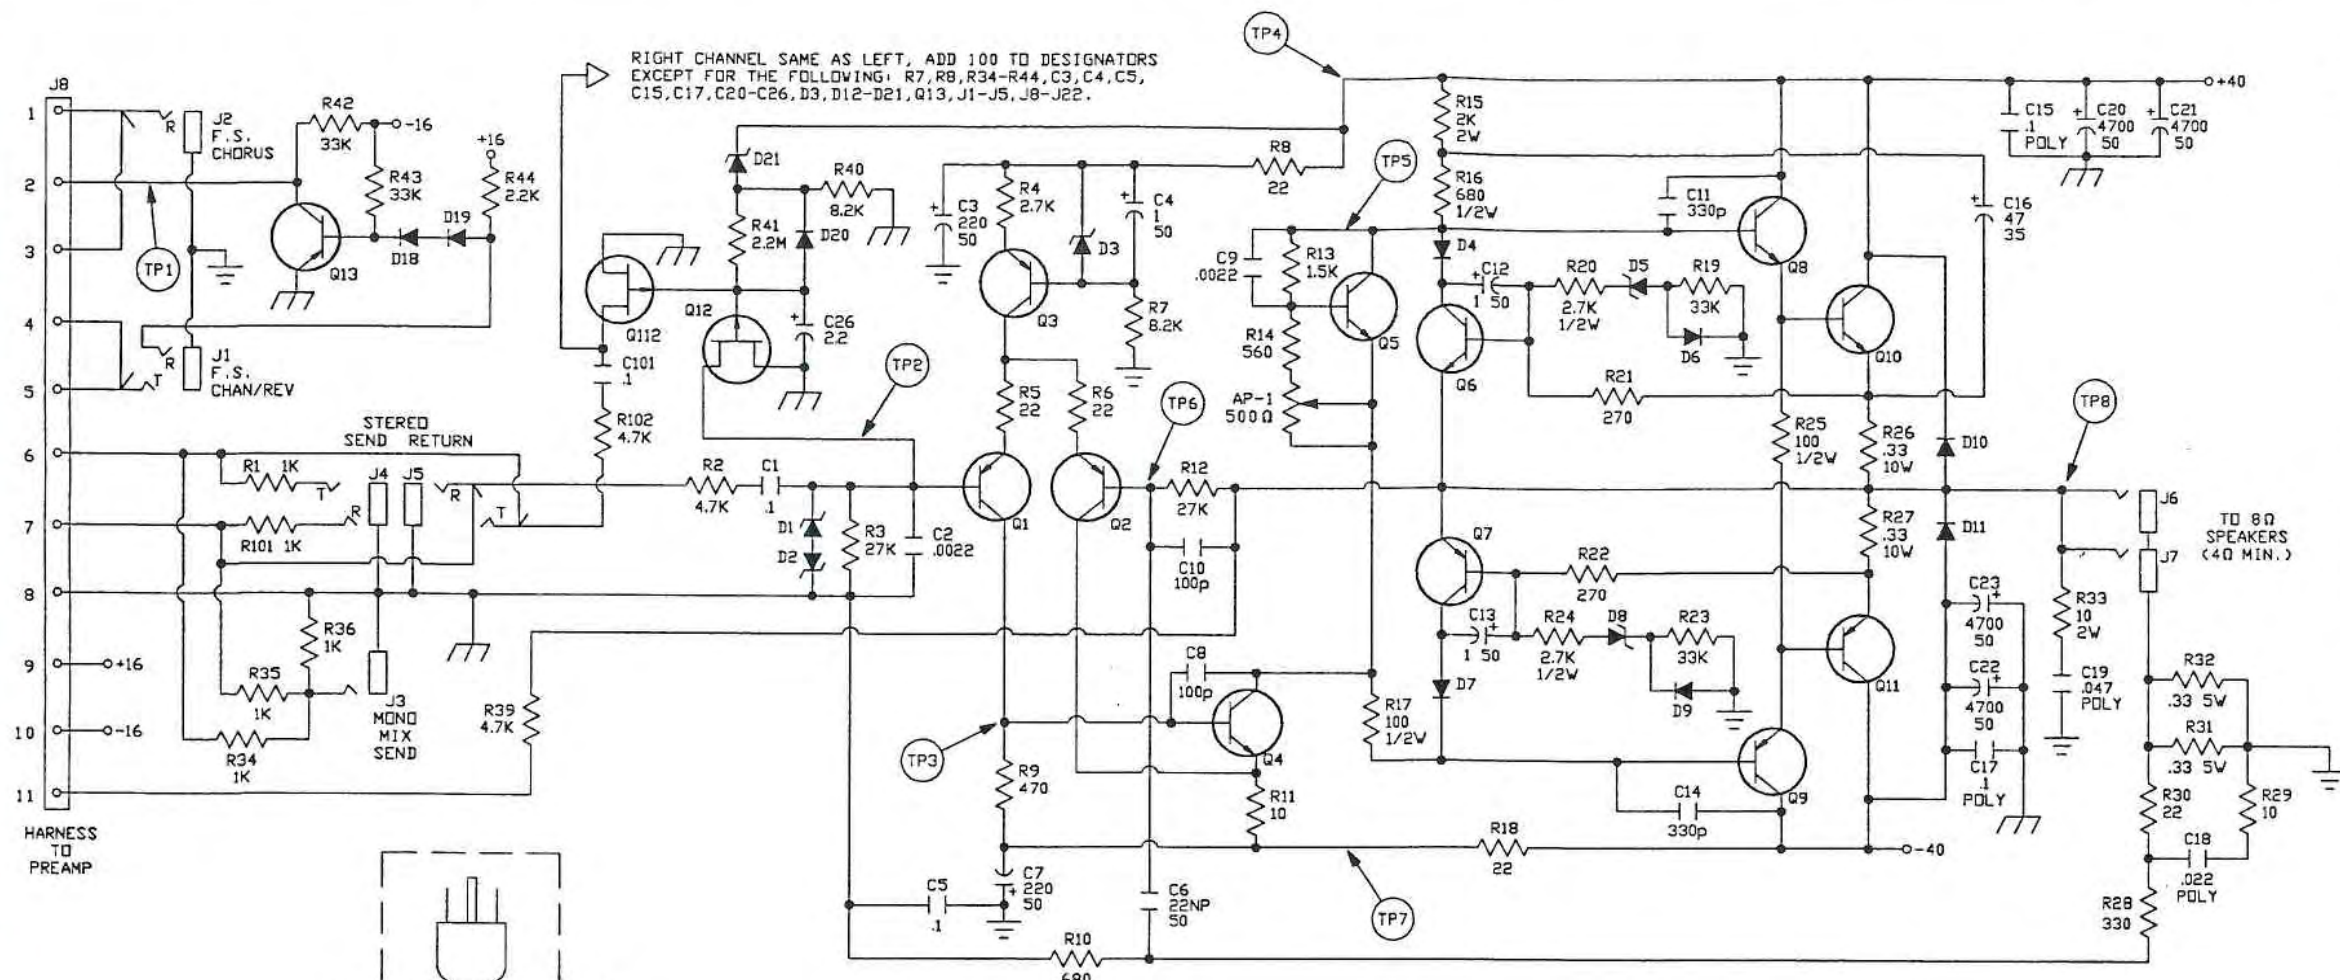 RIGHT CHANNEL SAME AS LEFT, ADD 100 TO DESIGNATORS
EXCEPT FOR THE FOLLOWING: R7,R8,R34-R44,C3,C4,C5,
C15,C17,C20-C26,D3,D12-D21,Q13,J1-J5,J8-J22.
J8
1
2
3
4
5
6
7
8
9
10
11
HARNESS
TO
PREAMP
+16
-16
R
J2
F.S.
CHORUS
R42
33K
-16
R43
33K
+16
R44
2.2K
D19
D18
Q13
TP1
R
T
J1
F.S.
CHAN/REV
STEREO
SEND RETURN
R1 1K
T
J4
J5
R
T
R101 1K
R
R36
1K
R35
1K
R34
1K
J3
MONO
MIX
SEND
R39
4.7K
D21
R40
8.2K
R41
2.2M
D20
Q112
Q12
C26
2.2
C101
.1
R102
4.7K
TP2
R2
4.7K
C1
.1
D1
D2
R3
27K
C2
.0022
C3
220
50
R4
2.7K
D3
C4
1
50
R8
22
Q3
R7
8.2K
R5
22
R6
22
Q1
Q2
TP6
R12
27K
C10
100p
C8
100p
Q4
TP3
R9
470
R11
10
C7
220
50
C5
.1
C6
22NP
50
R10
680
TP4
TP5
R15
2K
2W
R16
680
1/2W
C9
.0022
R13
1.5K
R14
560
AP-1
500Ω
Q5
D4
C12
1 50
R20
2.7K
1/2W
D5
R19
33K
D6
Q6
R21
270
C11
330p
Q8
Q10
C16
47
35
+40
C15
.1
POLY
C20
4700
50
C21
4700
50
R25
100
1/2W
R26
.33
10W
D10
R27
.33
10W
D11
TP8
J6
J7
TO 8Ω
SPEAKERS
(4Ω MIN.)
Q7
R22
270
C13
1 50
R24
2.7K
1/2W
D8
R23
33K
D9
D7
R17
100
1/2W
Q11
Q9
C14
330p
R18
22
-40
TP7
C23
4700
50
C22
4700
50
C17
.1
POLY
R33
10
2W
C19
.047
POLY
R32
.33 5W
R31
.33 5W
R30
22
R29
10
C18
.022
POLY
R28
330